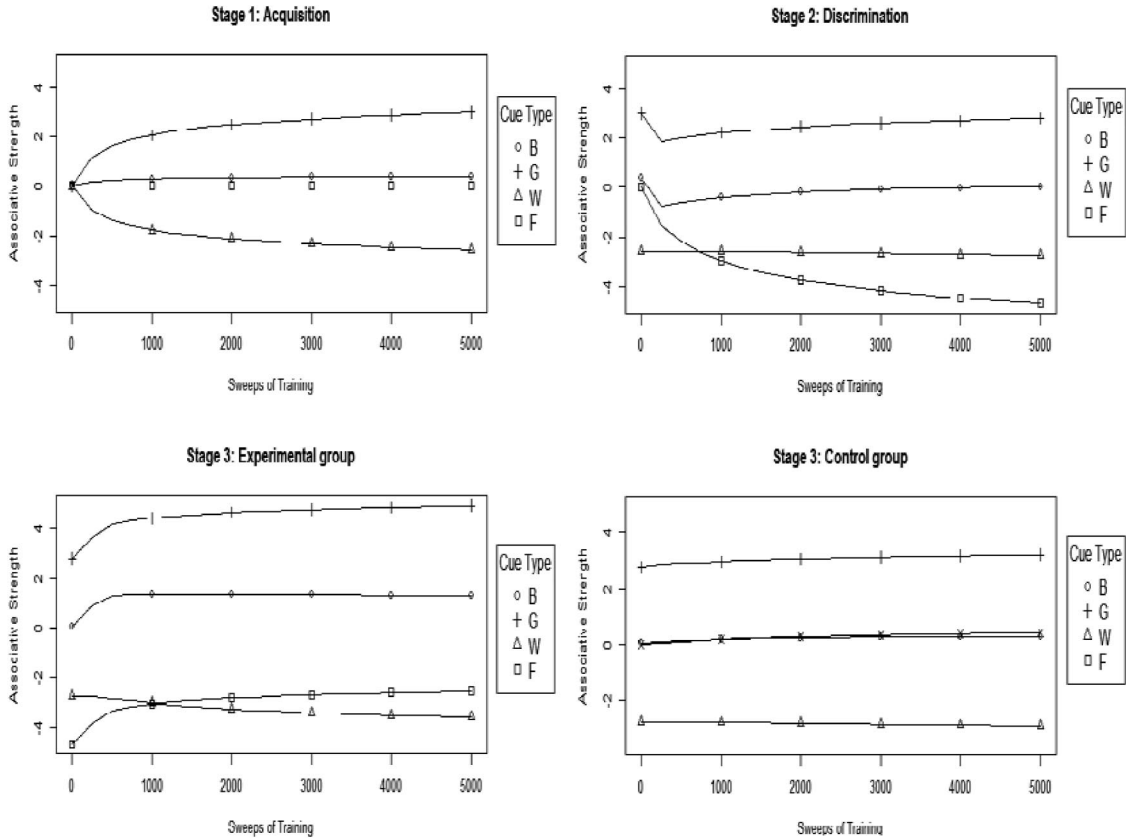 Stage 1: Acquisition
Associative Strength
4
2
0
-2
-4
0 1000 2000 3000 4000 5000
Sweeps of Training
Cue Type
B
G
W
F
Stage 2: Discrimination
Associative Strength
4
2
0
-2
-4
0 1000 2000 3000 4000 5000
Sweeps of Training
Cue Type
B
G
W
F
Stage 3: Experimental group
Associative Strength
4
2
0
-2
-4
0 1000 2000 3000 4000 5000
Sweeps of Training
Cue Type
B
G
W
F
Stage 3: Control group
Associative Strength
4
2
0
-2
0 1000 2000 3000 4000 5000
Sweeps of Training
Cue Type
B
G
W
F